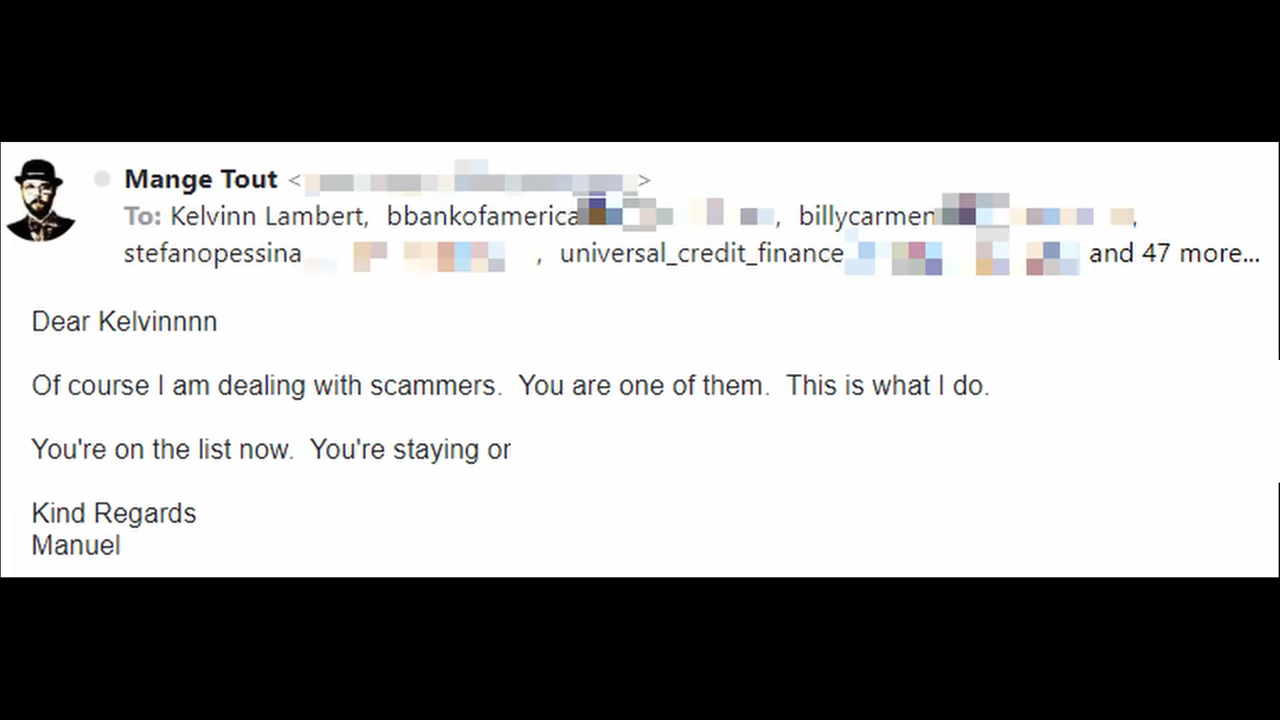 Mange Tout < >
To: Kelvinn Lambert, bbankofamerica , billycarmen ,
stefanopessina , universal_credit_finance and 47 more...
Dear Kelvinnnn
Of course I am dealing with scammers. You are one of them. This is what I do.
You're on the list now. You're staying or
Kind Regards
Manuel